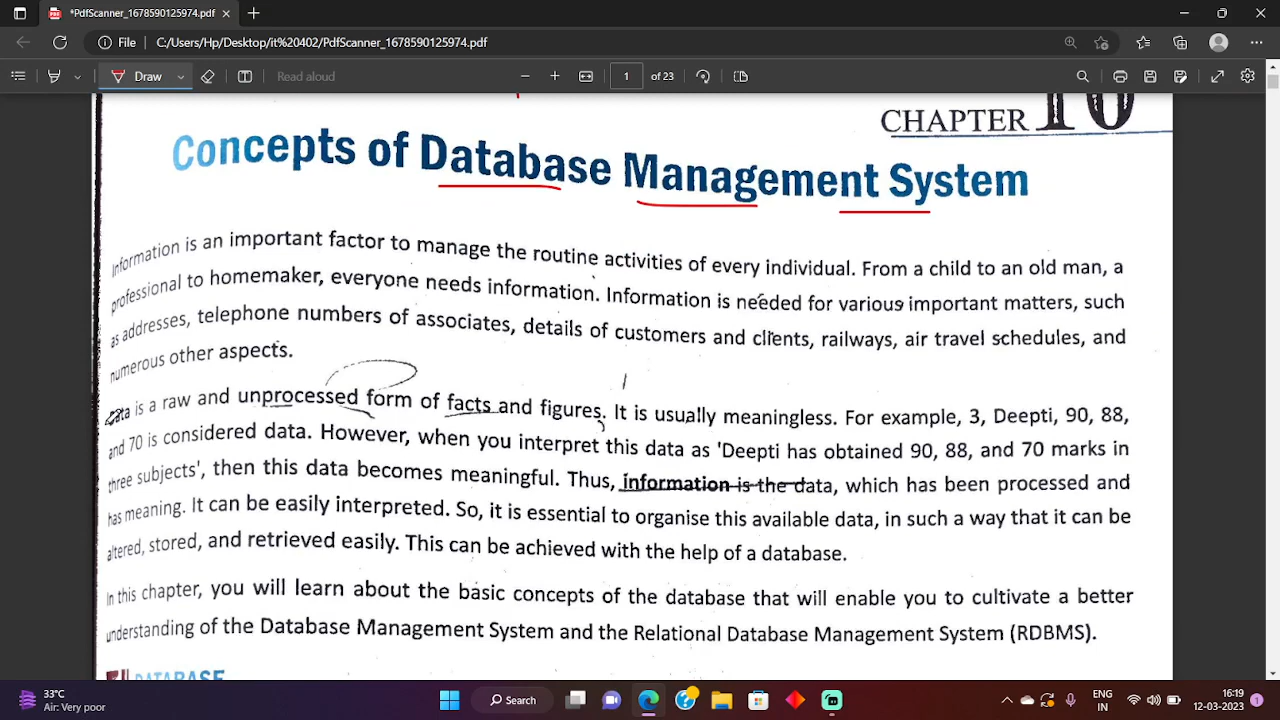 *PdfScanner_1678590125974.pdf
File C:/Users/Hp/Desktop/it%20402/PdfScanner_1678590125974.pdf
Draw Read aloud 1 of 23
CHAPTER 10
Concepts of Database Management System
Information is an important factor to manage the routine activities of every individual. From a child to an old man, a
professional to homemaker, everyone needs information. Information is needed for various important matters, such
as addresses, telephone numbers of associates, details of customers and clients, railways, air travel schedules, and
numerous other aspects.
Data is a raw and unprocessed form of facts and figures. It is usually meaningless. For example, 3, Deepti, 90, 88,
and 70 is considered data. However, when you interpret this data as 'Deepti has obtained 90, 88, and 70 marks in
three subjects', then this data becomes meaningful. Thus, information is the data, which has been processed and
has meaning. It can be easily interpreted. So, it is essential to organise this available data, in such a way that it can be
altered, stored, and retrieved easily. This can be achieved with the help of a database.
In this chapter, you will learn about the basic concepts of the database that will enable you to cultivate a better
understanding of the Database Management System and the Relational Database Management System (RDBMS).
DATABASE
33°C
Air: Very poor
Search
ENG
IN
16:19
12-03-2023
1